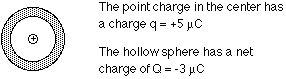 The point charge in the center has
a charge q = +5 μC
The hollow sphere has a net
charge of Q = -3 μC
+